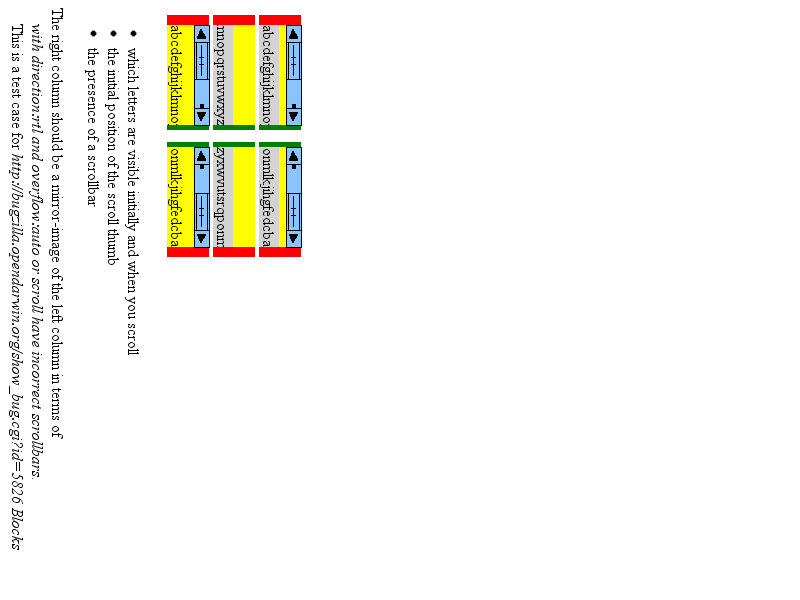 This is a test case for http://bugzilla.opendarwin.org/show_bug.cgi?id=5826 Blocks
with direction:rtl and overflow:auto or scroll have incorrect scrollbars.
The right column should be a mirror-image of the left column in terms of
the presence of a scrollbar
the initial position of the scroll thumb
which letters are visible initially and when you scroll
abcdefghijklmno onmlkjihgfedcba
mnopqrstuvwxyz zyxwvutsrqponm
abcdefghijklmno onmlkjihgfedcba